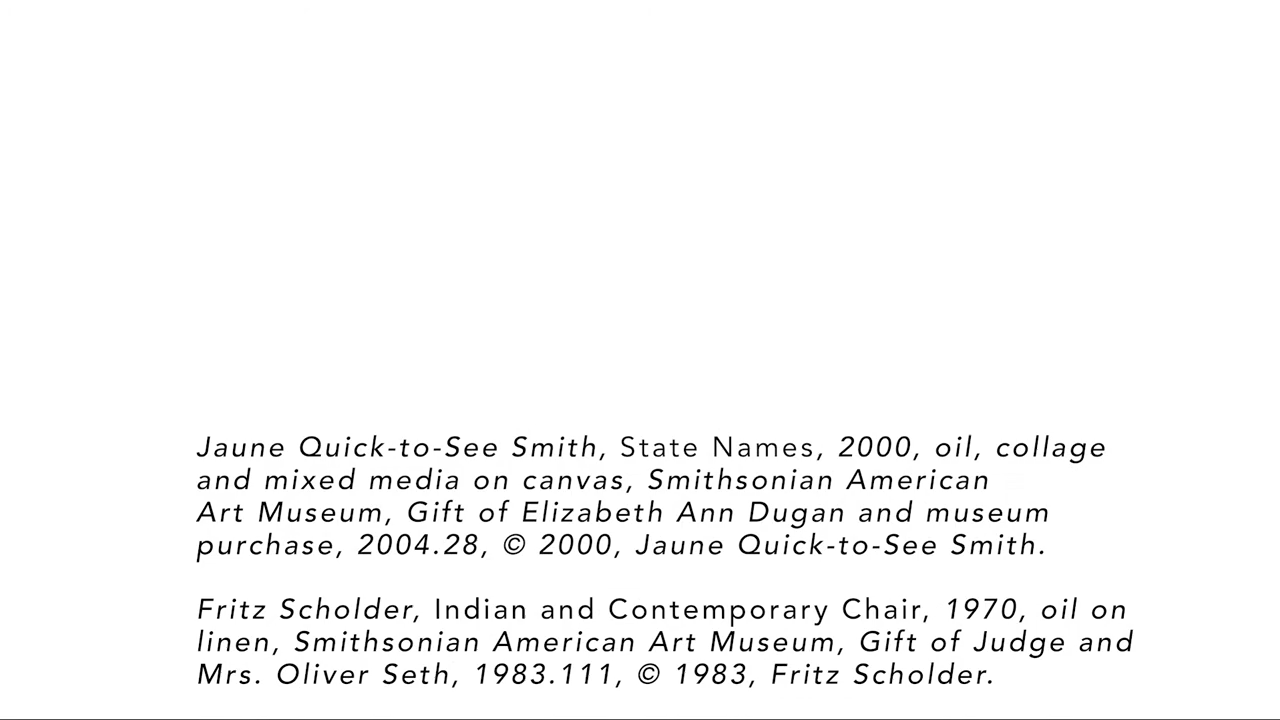 Jaune Quick-to-See Smith, State Names, 2000, oil, collage
and mixed media on canvas, Smithsonian American
Art Museum, Gift of Elizabeth Ann Dugan and museum
purchase, 2004.28, © 2000, Jaune Quick-to-See Smith.
Fritz Scholder, Indian and Contemporary Chair, 1970, oil on
linen, Smithsonian American Art Museum, Gift of Judge and
Mrs. Oliver Seth, 1983.111, © 1983, Fritz Scholder.